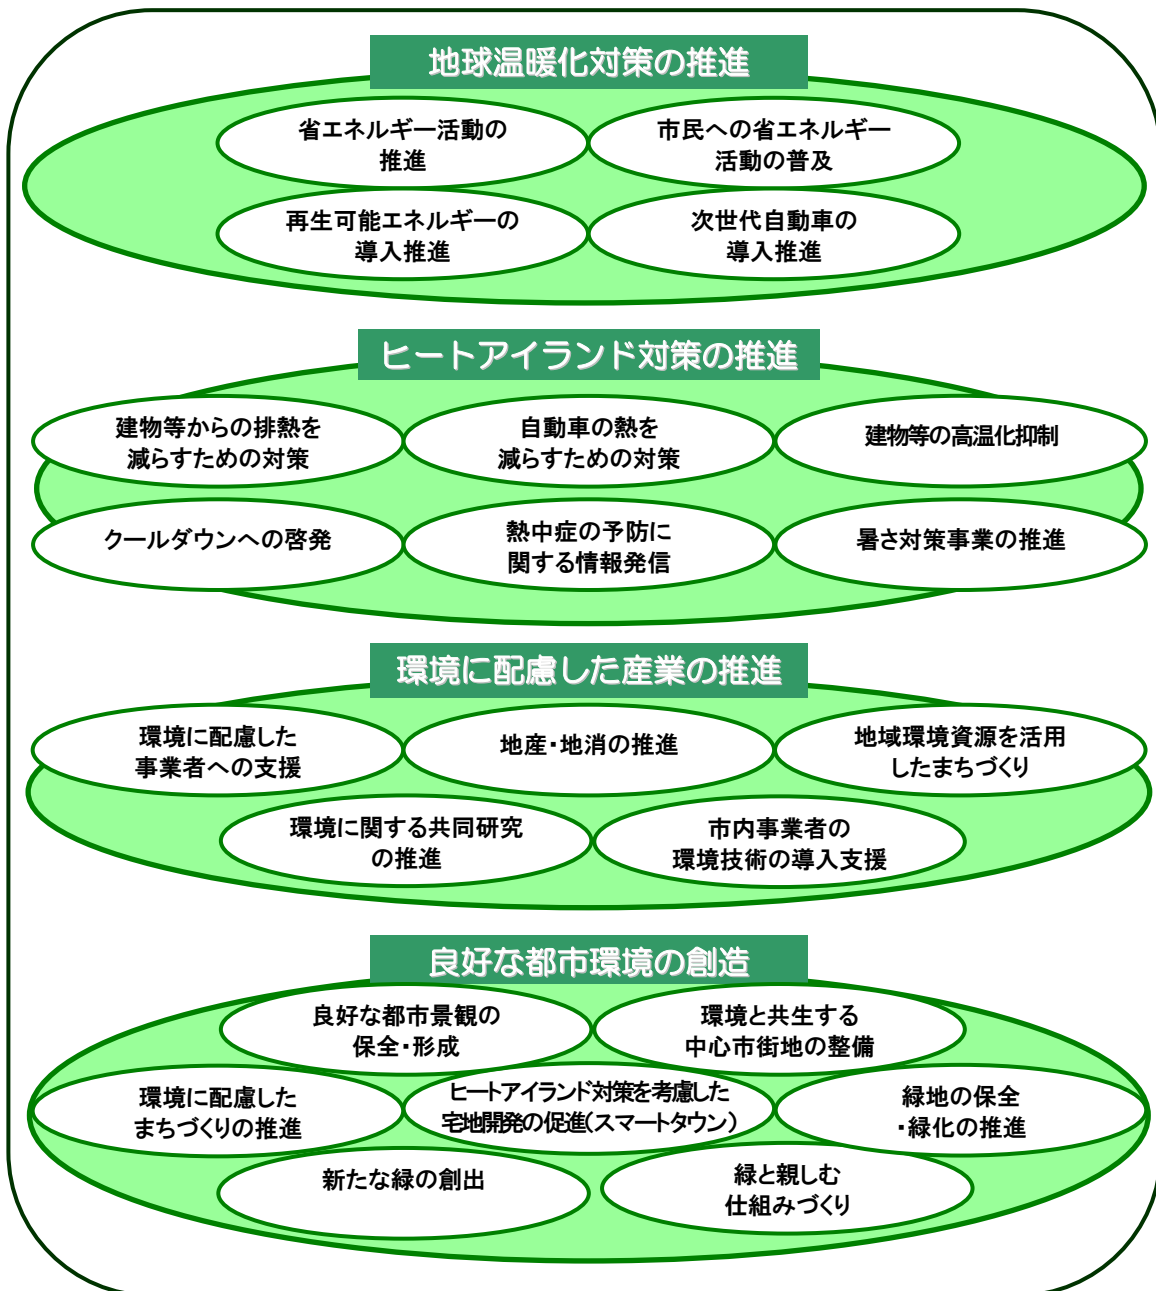 地球温暖化対策の推進
省エネルギー活動の
推進
市民への省エネルギー
活動の普及
再生可能エネルギーの
導入推進
次世代自動車の
導入推進
ヒートアイランド対策の推進
建物等からの排熱を
減らすための対策
自動車の熱を
減らすための対策
建物等の高温化抑制
クールダウンへの啓発
熱中症の予防に
関する情報発信
暑さ対策事業の推進
環境に配慮した産業の推進
環境に配慮した
事業者への支援
地産・地消の推進
地域環境資源を活用
したまちづくり
環境に関する共同研究
の推進
市内事業者の
環境技術の導入支援
良好な都市環境の創造
良好な都市景観の
保全・形成
環境と共生する
中心市街地の整備
環境に配慮した
まちづくりの推進
ヒートアイランド対策を考慮した
宅地開発の促進(スマートタウン)
緑地の保全
・緑化の推進
新たな緑の創出
緑と親しむ
仕組みづくり